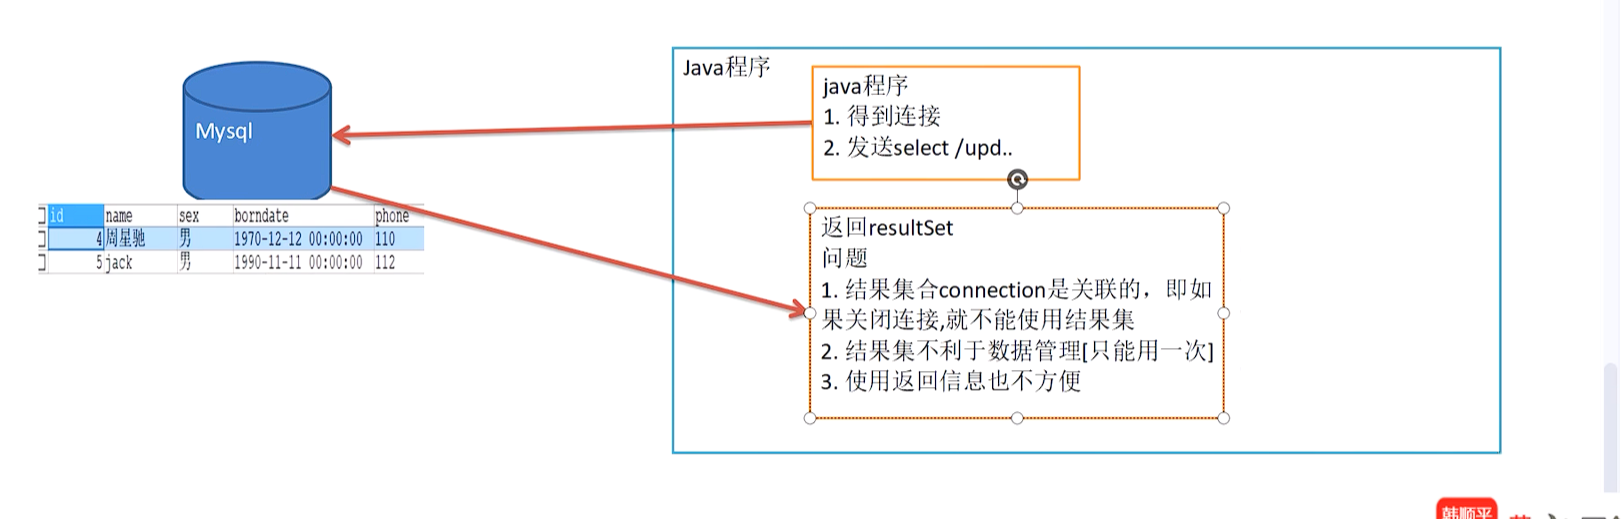 Java程序
java程序
1. 得到连接
2. 发送select /upd..
Mysql
id name sex borndate phone
4 周星驰 男 1970-12-12 00:00:00 110
5 jack 男 1990-11-11 00:00:00 112
返回resultSet
问题
1. 结果集合connection是关联的，即如
果关闭连接,就不能使用结果集
2. 结果集不利于数据管理[只能用一次]
3. 使用返回信息也不方便
韩顺平